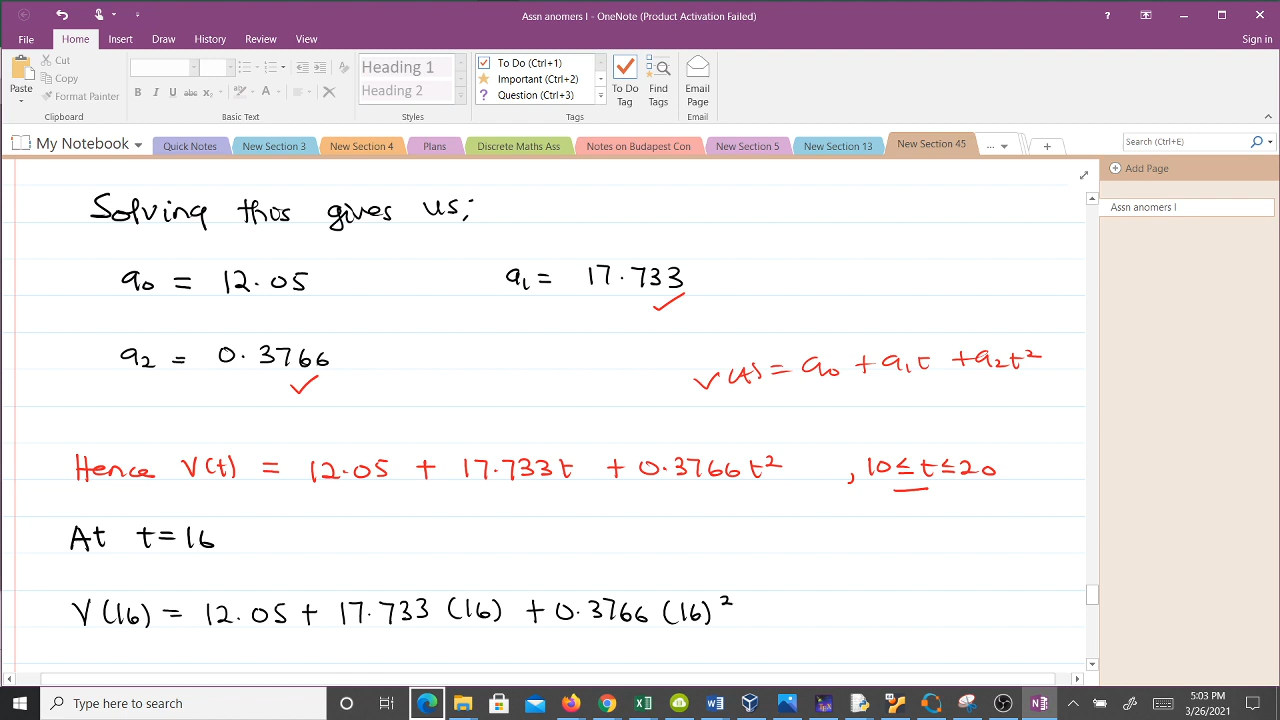 Assn anomers I - OneNote (Product Activation Failed)
File Home Insert Draw History Review View
Sign in
Paste
Cut
Copy
Format Painter
Clipboard
B I U abc x₂ A
Basic Text
Heading 1
Heading 2
Styles
To Do (Ctrl+1)
Important (Ctrl+2)
? Question (Ctrl+3)
To Do Tag
Find Tags
Tags
Email Page
Email
My Notebook
Quick Notes
New Section 3
New Section 4
Plans
Discrete Maths Ass
Notes on Budapest Con
New Section 5
New Section 13
New Section 45
...
Search (Ctrl+E)
Add Page
Assn anomers I
Solving this gives us;
a₀ = 12.05 a₁ = 17.733
a₂ = 0.3766
V(t) = a₀ + a₁t + a₂t²
Hence V(t) = 12.05 + 17.733t + 0.3766t² , 10 ≤ t ≤ 20
At t = 16
V(16) = 12.05 + 17.733 (16) + 0.3766 (16)²
Type here to search
5:03 PM
3/26/2021